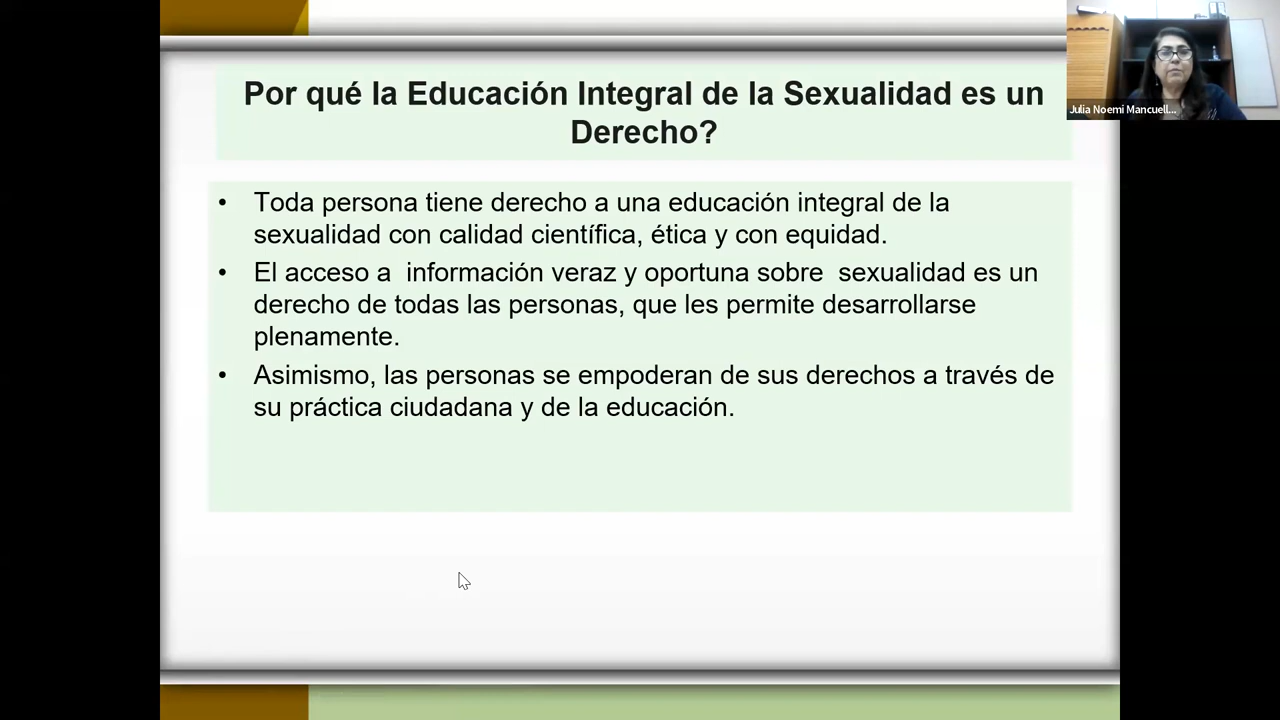 Por qué la Educación Integral de la Sexualidad es un
Derecho?
Julia Noemi Mancuell...
• Toda persona tiene derecho a una educación integral de la
sexualidad con calidad científica, ética y con equidad.
• El acceso a  información veraz y oportuna sobre  sexualidad es un
derecho de todas las personas, que les permite desarrollarse
plenamente.
• Asimismo, las personas se empoderan de sus derechos a través de
su práctica ciudadana y de la educación.